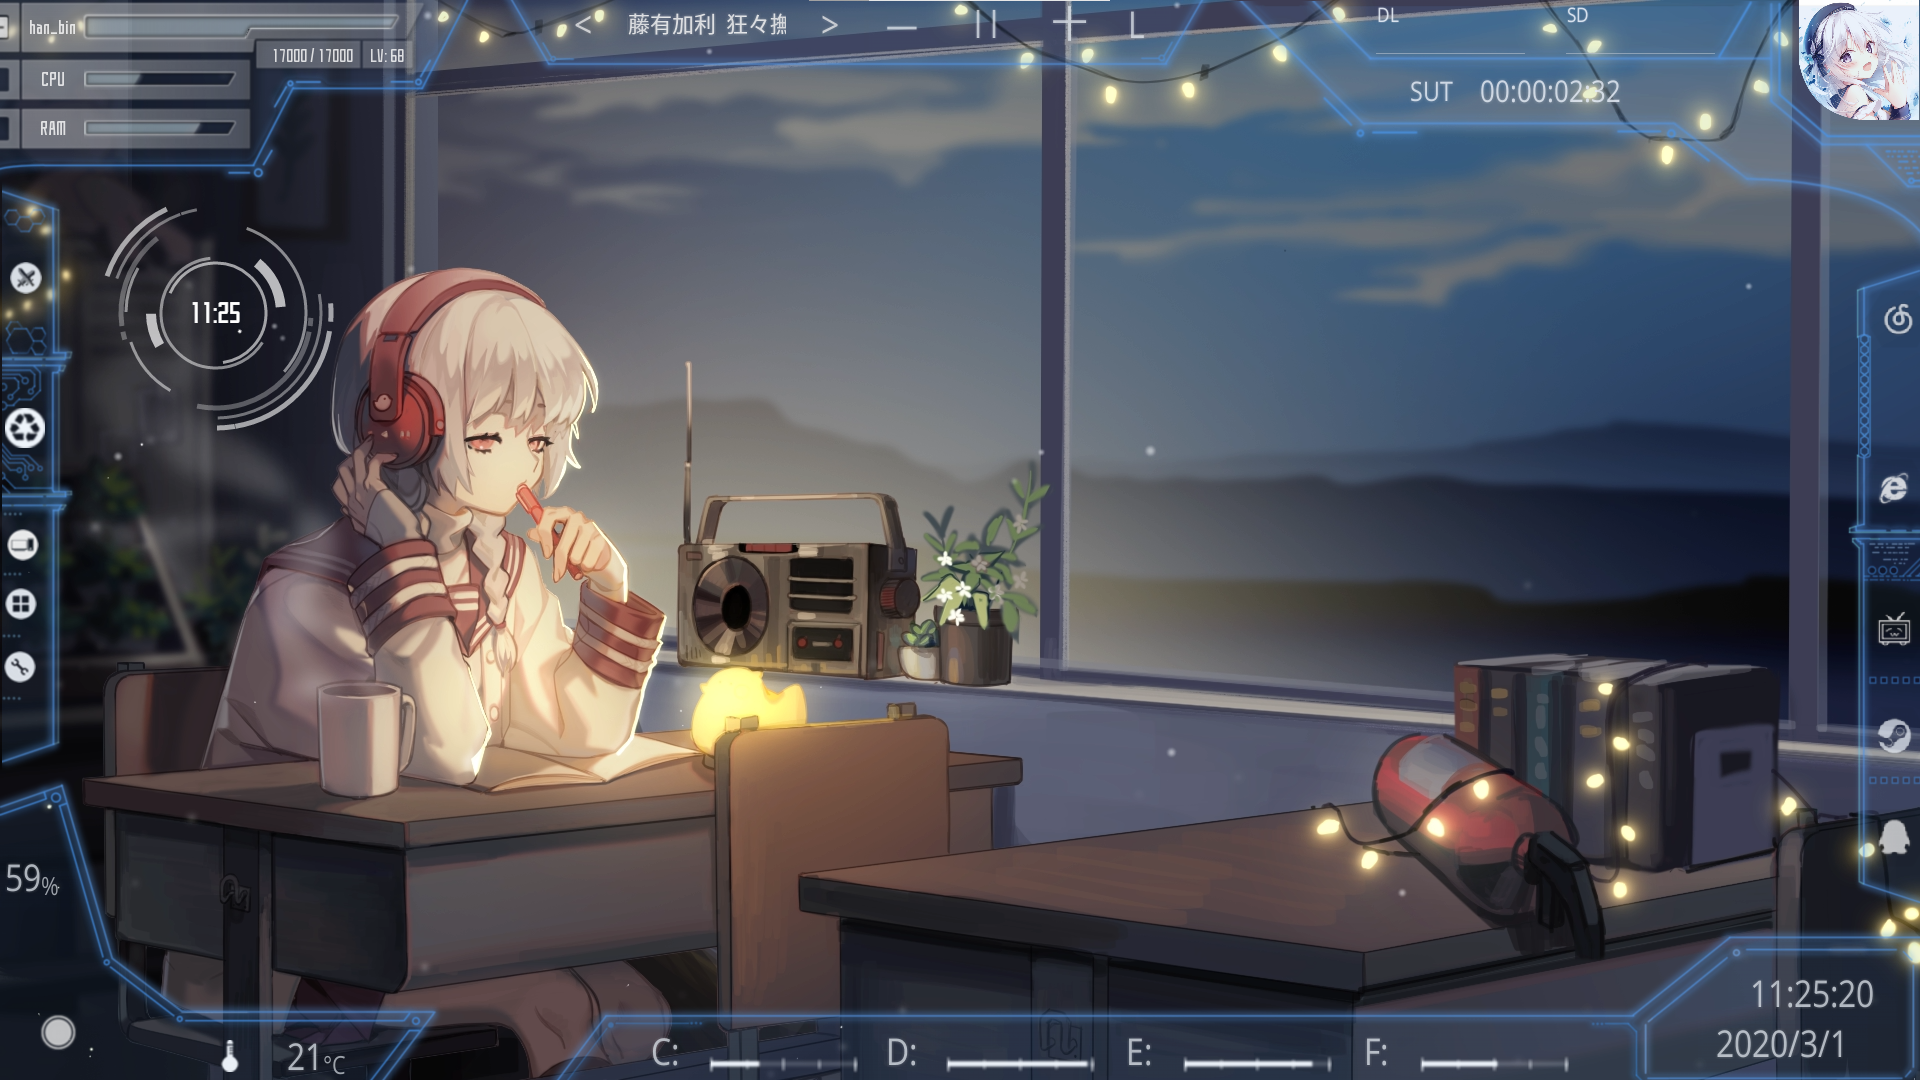 han_bin
17000 / 17000 LV: 68
CPU
RAM
< 藤有加利 狂々撫 >
L
DL
SD
SUT 00:00:02:32
11:25
59%
21°C
C:
D:
E:
F:
11:25:20
2020/3/1